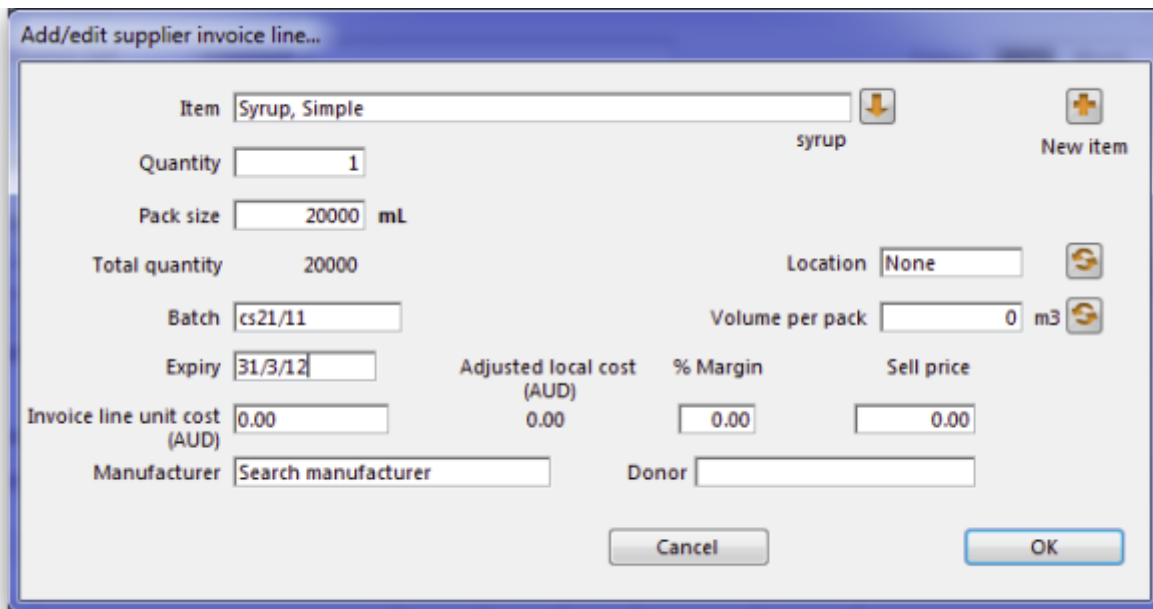 Add/edit supplier invoice line...
Item Syrup, Simple
syrup
New item
Quantity 1
Pack size 20000 mL
Total quantity 20000
Location None
Batch cs21/11
Volume per pack 0 m3
Expiry 31/3/12
Adjusted local cost
(AUD)
% Margin
Sell price
Invoice line unit cost
(AUD)
0.00
0.00
0.00
0.00
Manufacturer Search manufacturer
Donor
Cancel
OK